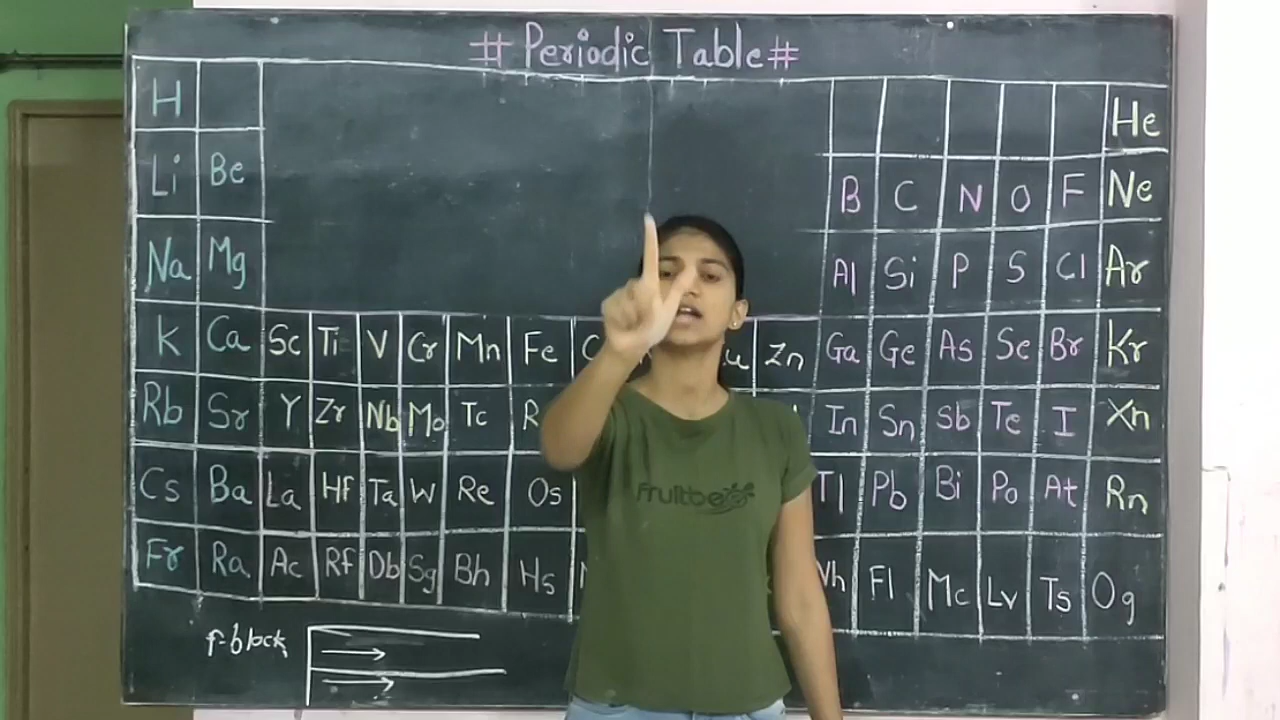 # Periodic Table #
H He
Li Be B C N O F Ne
Na Mg Al Si P S Cl Ar
K Ca Sc Ti V Cr Mn Fe Zn Ga Ge As Se Br Kr
Rb Sr Y Zr Nb Mo Tc In Sn Sb Te I Xn
Cs Ba La Hf Ta W Re Os Tl Pb Bi Po At Rn
Fr Ra Ac Rf Db Sg Bh Hs Fl Mc Lv Ts Og
f-block